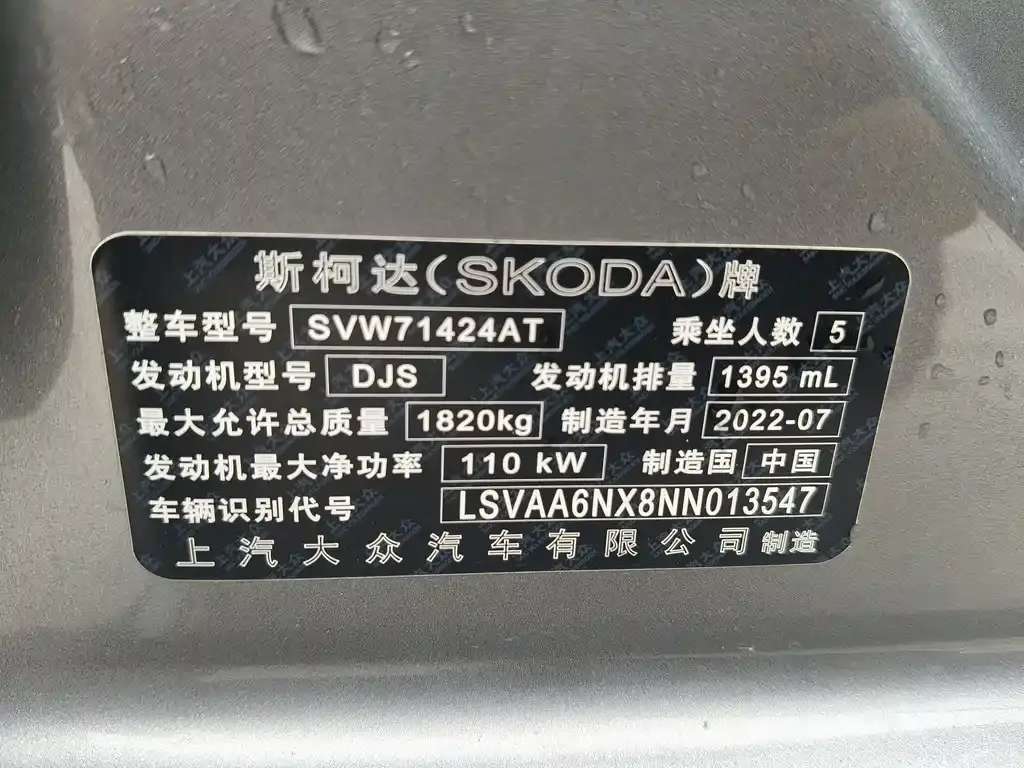 斯柯达(SKODA)牌
整车型号 SVW71424AT 乘坐人数 5
发动机型号 DJS 发动机排量 1395 mL
最大允许总质量 1820kg 制造年月 2022-07
发动机最大净功率 110 kW 制造国 中国
车辆识别代号 LSVAA6NX8NN013547
上汽大众汽车有限公司 制造